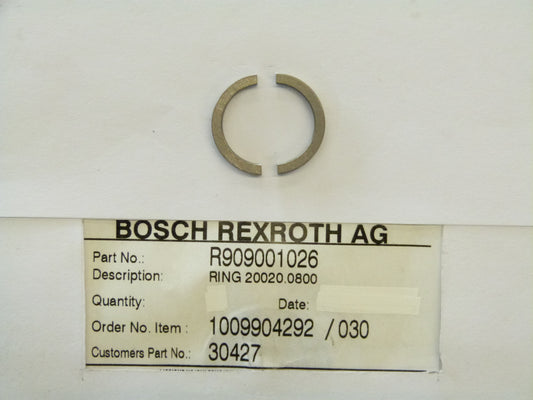 BOSCH REXROTH AG
Part No.: R909001026
Description: RING 20020.0800
Quantity: Date:
Order No. Item : 1009904292 / 030
Customers Part No.: 30427